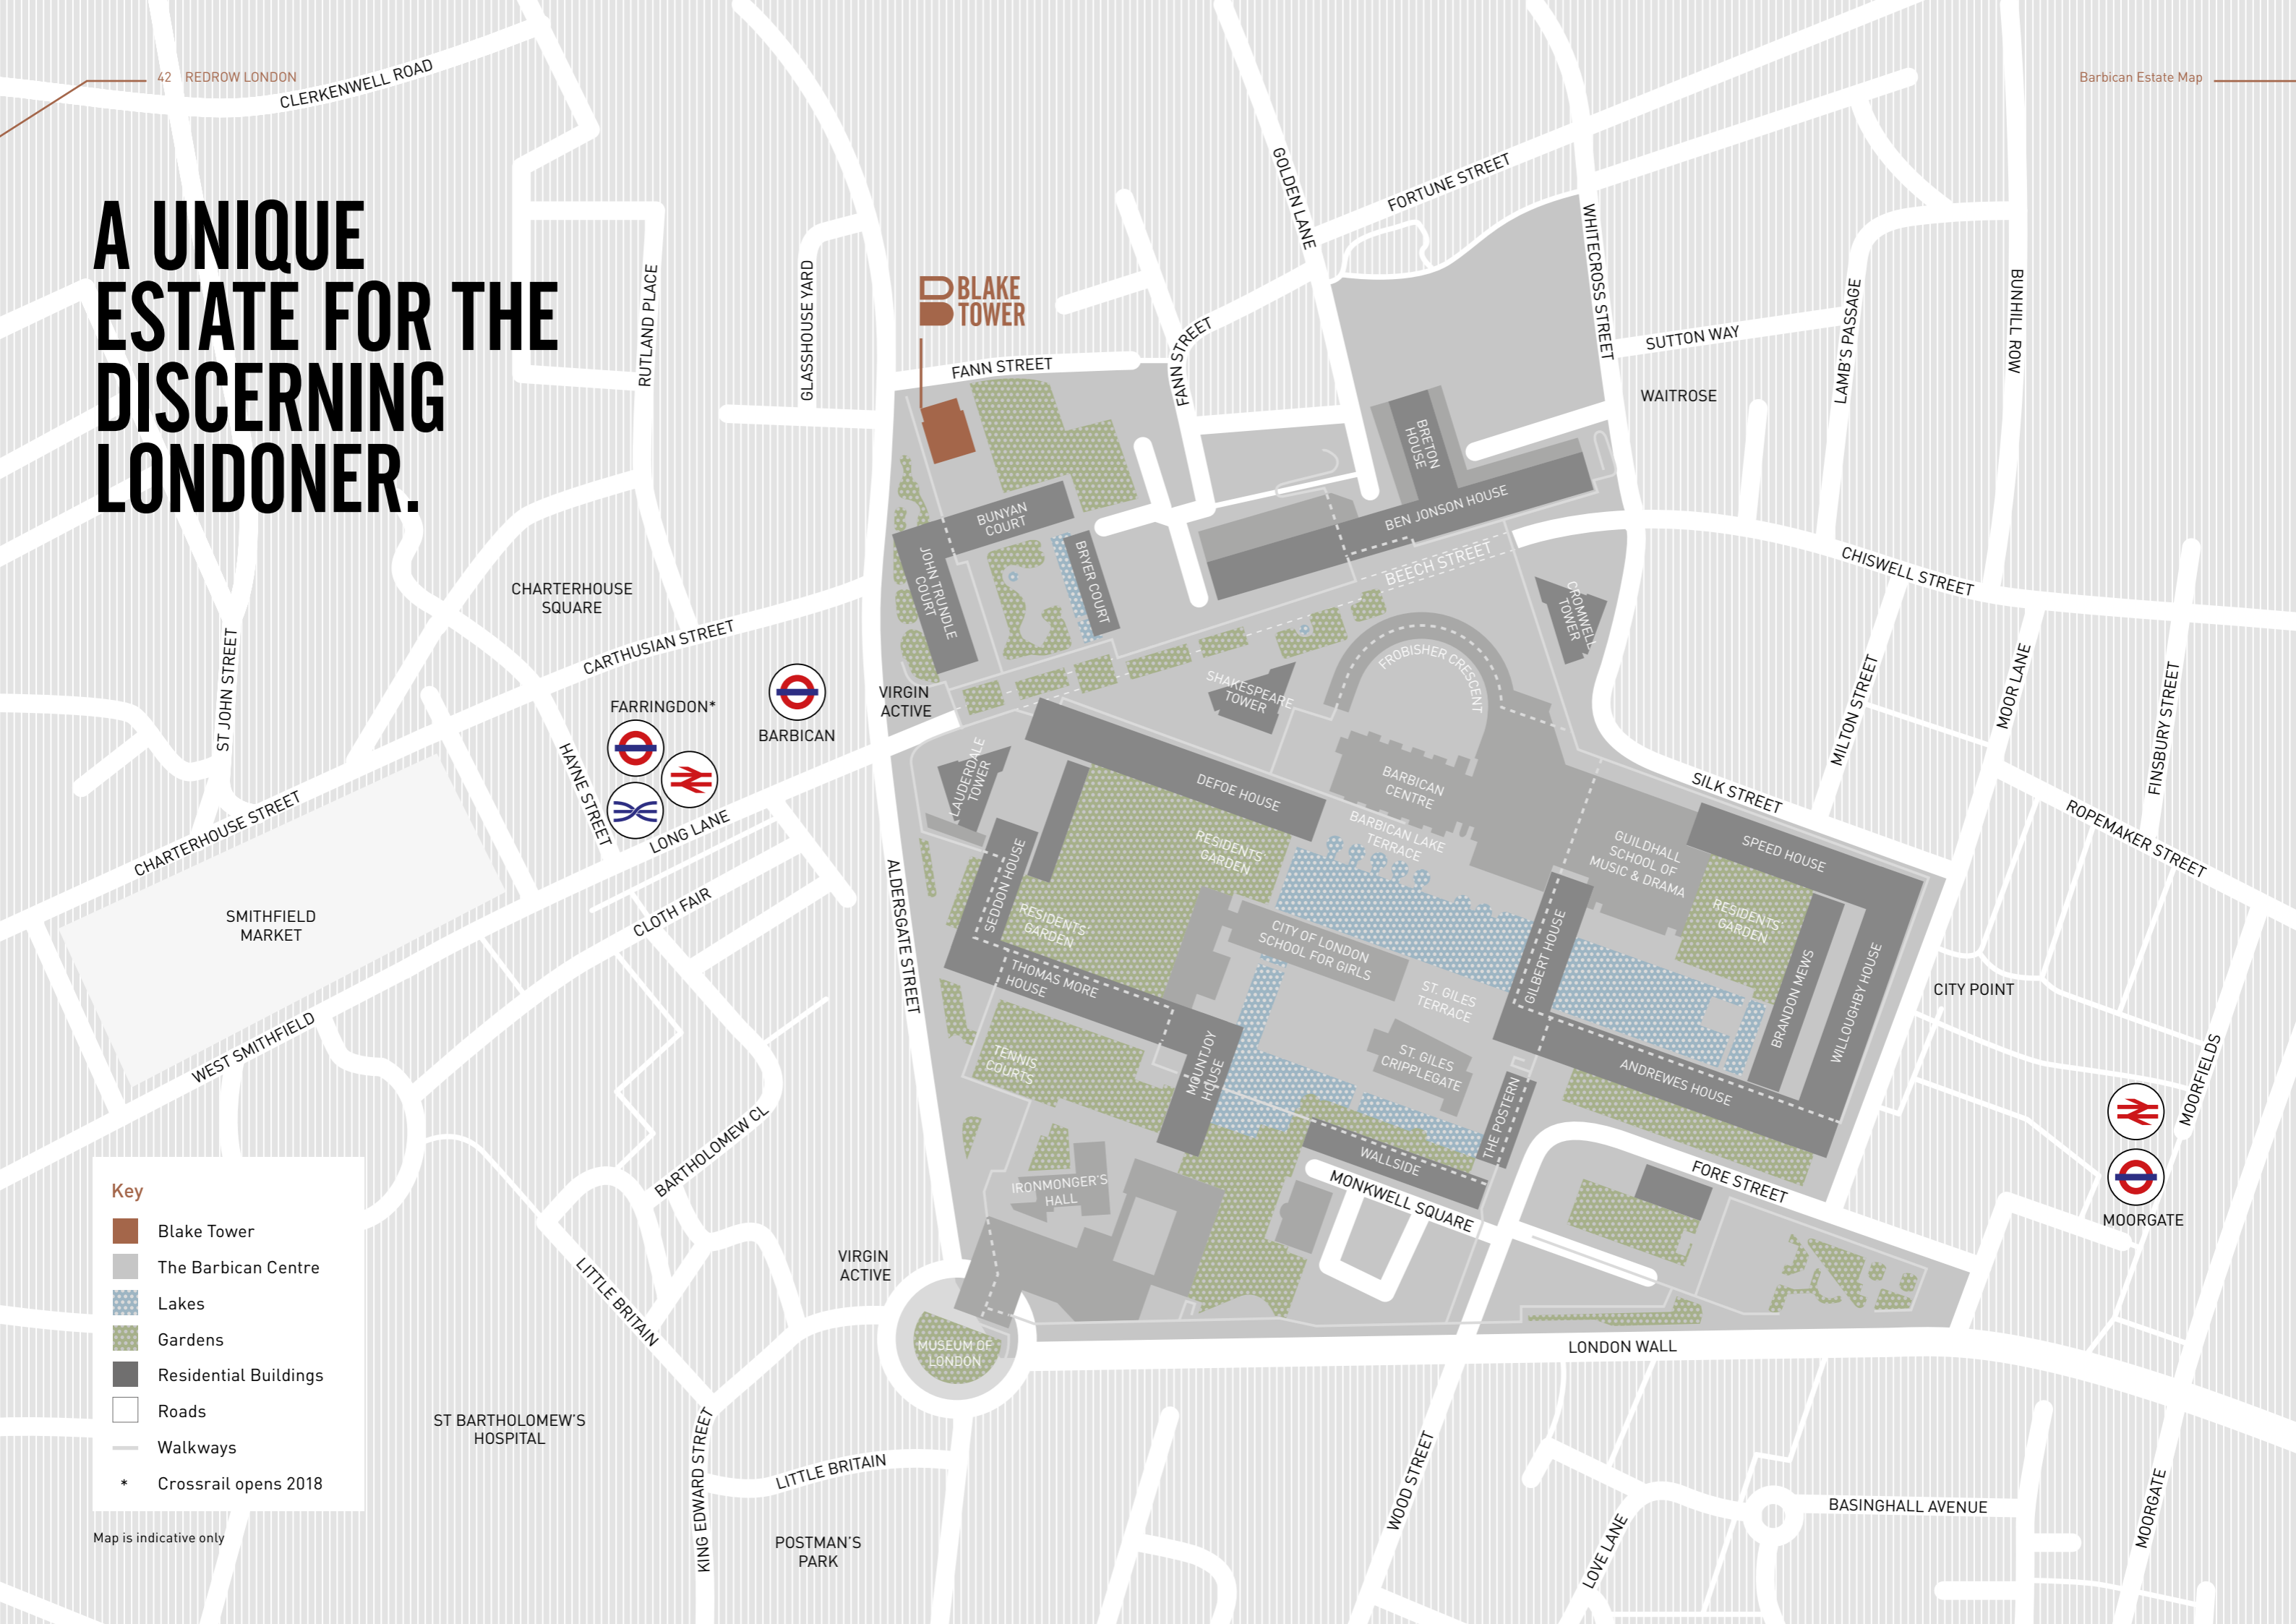 42 REDROW LONDON
Barbican Estate Map
A UNIQUE
ESTATE FOR THE
DISCERNING
LONDONER.
CLERKENWELL ROAD
RUTLAND PLACE
GLASSHOUSE YARD
BLAKE
TOWER
FANN STREET
FANN STREET
GOLDEN LANE
FORTUNE STREET
WHITECROSS STREET
SUTTON WAY
WAITROSE
LAMB'S PASSAGE
BUNHILL ROW
BRETON
HOUSE
BEN JONSON HOUSE
BEECH STREET
BUNYAN
COURT
JOHN TRUNDLE
COURT
BRYER COURT
CROMWELL
TOWER
CHISWELL STREET
CHARTERHOUSE
SQUARE
CARTHUSIAN STREET
ST JOHN STREET
FARRINGDON*
BARBICAN
VIRGIN
ACTIVE
HAYNE STREET
LONG LANE
CHARTERHOUSE STREET
SMITHFIELD
MARKET
CLOTH FAIR
WEST SMITHFIELD
ALDERSGATE STREET
SHAKESPEARE
TOWER
FROBISHER CRESCENT
LAUDERDALE
TOWER
DEFOE HOUSE
BARBICAN
CENTRE
BARBICAN LAKE
TERRACE
RESIDENTS'
GARDEN
SEDDON HOUSE
RESIDENTS'
GARDEN
THOMAS MORE
HOUSE
CITY OF LONDON
SCHOOL FOR GIRLS
ST. GILES
TERRACE
GILBERT HOUSE
GUILDHALL
SCHOOL OF
MUSIC & DRAMA
SILK STREET
SPEED HOUSE
RESIDENTS'
GARDEN
BRANDON MEWS
WILLOUGHBY HOUSE
MILTON STREET
MOOR LANE
FINSBURY STREET
ROPEMAKER STREET
CITY POINT
TENNIS
COURTS
MOUNTJOY
HOUSE
ST. GILES
CRIPPLEGATE
THE POSTERN
ANDREWES HOUSE
WALLSIDE
MONKWELL SQUARE
FORE STREET
MOORFIELDS
MOORGATE
BARTHOLOMEW CL
IRONMONGER'S
HALL
VIRGIN
ACTIVE
LITTLE BRITAIN
MUSEUM OF
LONDON
LONDON WALL
Key
Blake Tower
The Barbican Centre
Lakes
Gardens
Residential Buildings
Roads
Walkways
* Crossrail opens 2018
Map is indicative only
ST BARTHOLOMEW'S
HOSPITAL
KING EDWARD STREET
LITTLE BRITAIN
POSTMAN'S
PARK
WOOD STREET
LOVE LANE
BASINGHALL AVENUE
MOORGATE